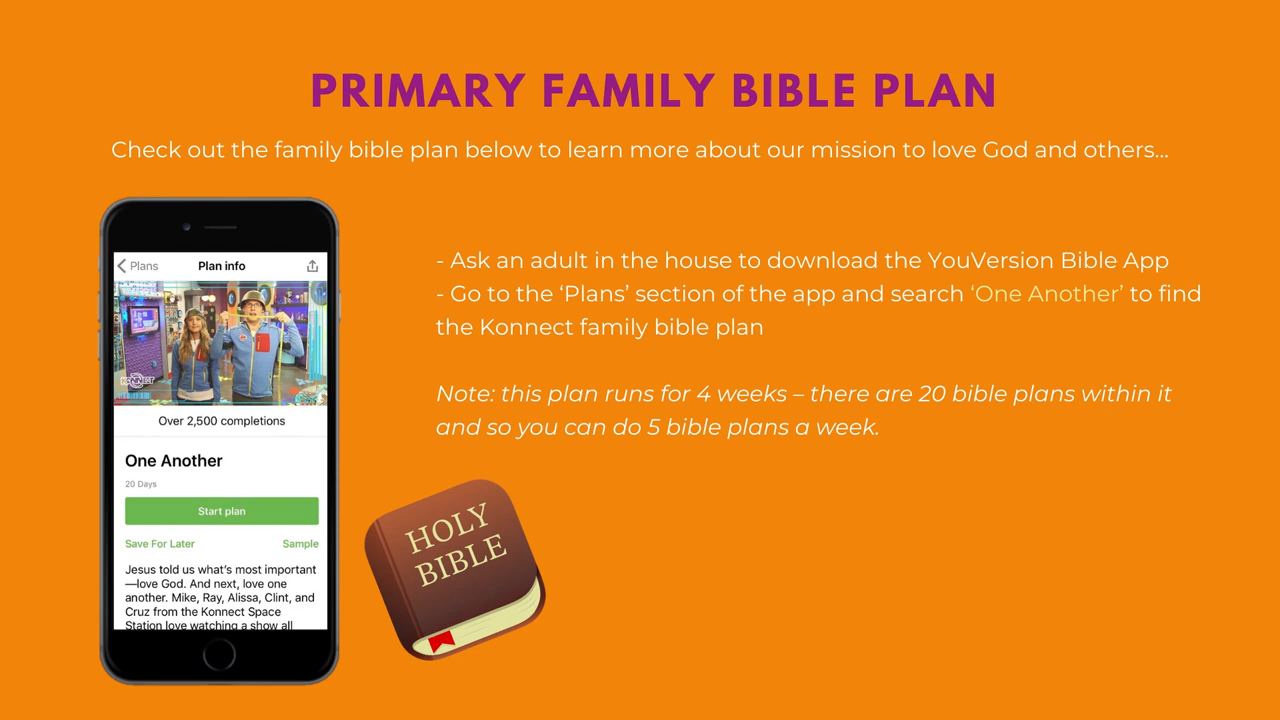 PRIMARY FAMILY BIBLE PLAN
Check out the family bible plan below to learn more about our mission to love God and others...
Plans
Plan info
KONNECT
Over 2,500 completions
One Another
20 Days
Start plan
Save For Later
Sample
Jesus told us what's most important
—love God. And next, love one
another. Mike, Ray, Alissa, Clint, and
Cruz from the Konnect Space
Station love watching a show all
- Ask an adult in the house to download the YouVersion Bible App
- Go to the ‘Plans’ section of the app and search ‘One Another’ to find
the Konnect family bible plan
Note: this plan runs for 4 weeks – there are 20 bible plans within it
and so you can do 5 bible plans a week.
HOLY
BIBLE